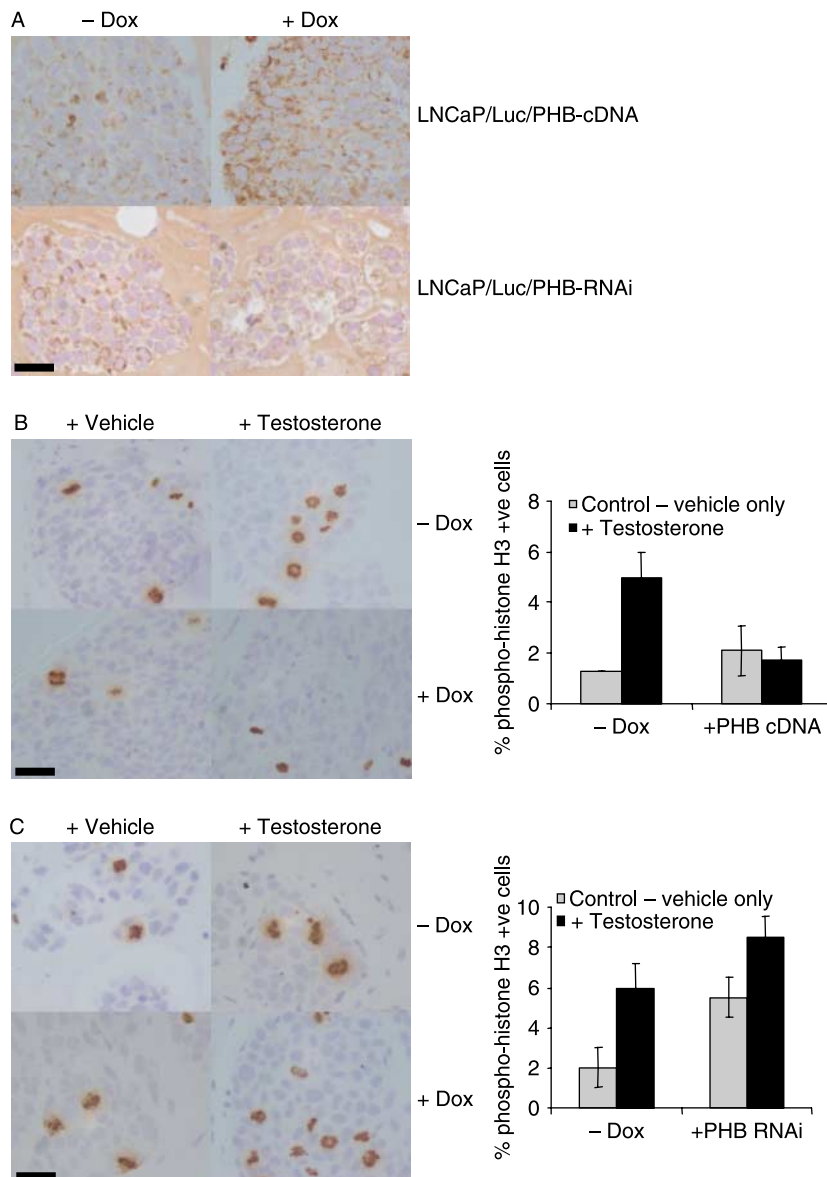 A
– Dox
+ Dox
LNCaP/Luc/PHB-cDNA
LNCaP/Luc/PHB-RNAi
B
+ Vehicle
+ Testosterone
– Dox
+ Dox
% phospho-histone H3 +ve cells
8
6
4
2
0
Control – vehicle only
+ Testosterone
– Dox
+PHB cDNA
C
+ Vehicle
+ Testosterone
– Dox
+ Dox
% phospho-histone H3 +ve cells
10
8
6
4
2
0
Control – vehicle only
+ Testosterone
– Dox
+PHB RNAi